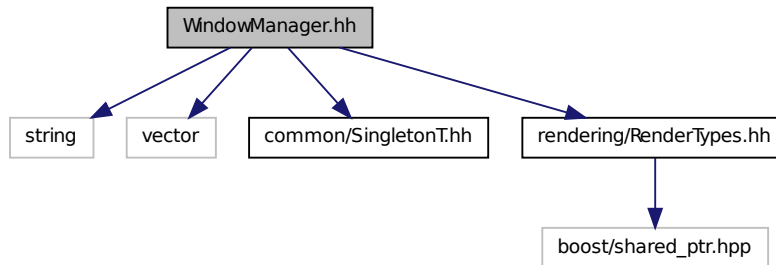 WindowManager.hh
string
vector
common/SingletonT.hh
rendering/RenderTypes.hh
boost/shared_ptr.hpp